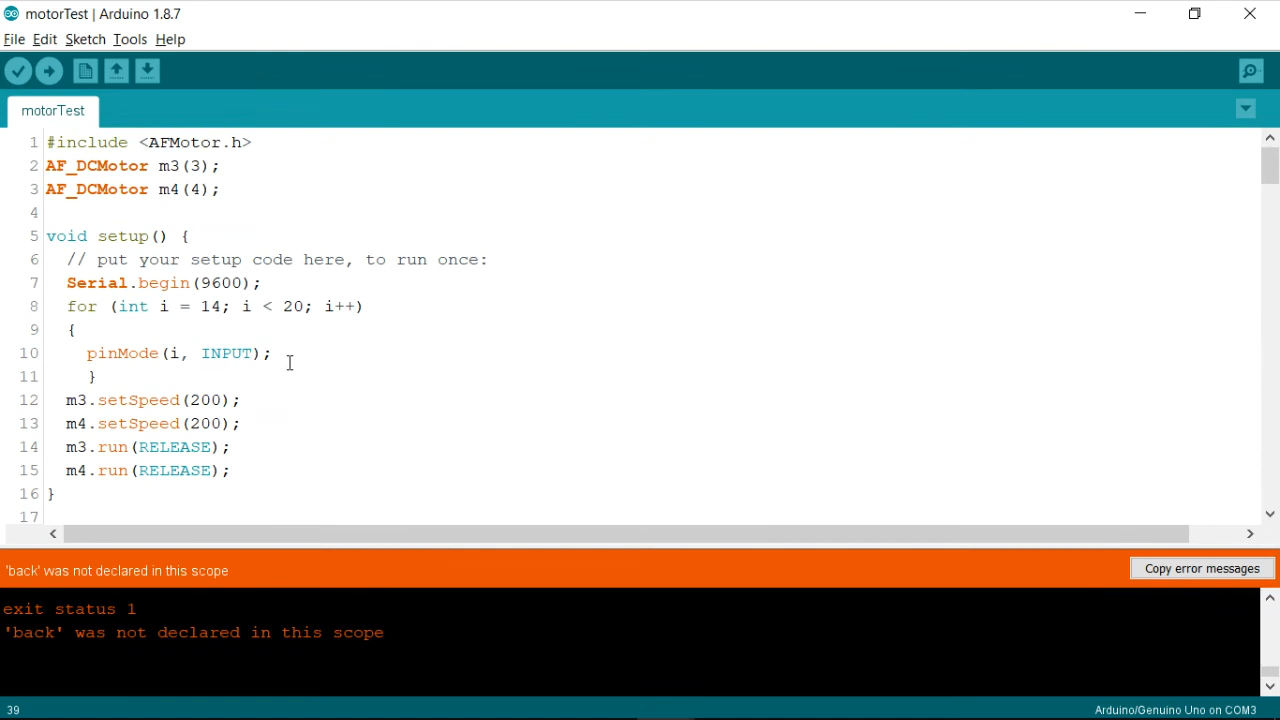 motorTest | Arduino 1.8.7
File Edit Sketch Tools Help
motorTest
1 #include <AFMotor.h>
2 AF_DCMotor m3(3);
3 AF_DCMotor m4(4);
4
5 void setup() {
6   // put your setup code here, to run once:
7   Serial.begin(9600);
8   for (int i = 14; i < 20; i++)
9   {
10     pinMode(i, INPUT);
11     }
12   m3.setSpeed(200);
13   m4.setSpeed(200);
14   m3.run(RELEASE);
15   m4.run(RELEASE);
16 }
17
'back' was not declared in this scope
Copy error messages
exit status 1
'back' was not declared in this scope
39
Arduino/Genuino Uno on COM3